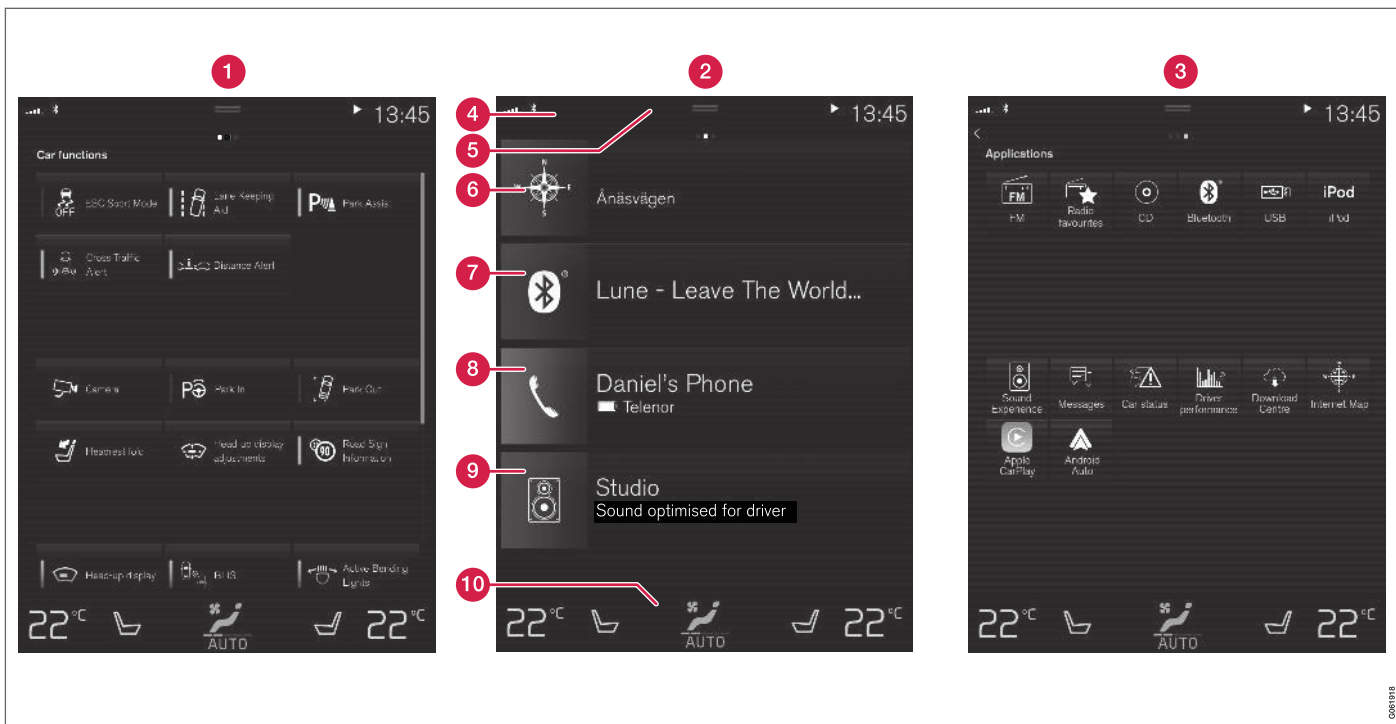 1
2
3
13:45
Car functions
OFF
ESC Sport Mode
Lane Keeping
Aid
P
Park Assist
Cross Traffic
Alert
Distance Alert
Camera
P
Park In
Park Out
Headrest fold
Head-up display
adjustments
90
Road Sign
Information
Head-up display
BLIS
Active Bending
Lights
22°C
AUTO
22°C
4
13:45
5
6
N
E
S
Ånäsvägen
7
Lune - Leave The World...
8
Daniel's Phone
Telenor
9
Studio
Sound optimised for driver
10
22°C
AUTO
22°C
13:45
Applications
FM
iPod
FM
Radio
favourites
CD
Bluetooth
USB
iPod
Sound
Experience
Messages
Car status
Driver
performance
Download
Centre
Internet Map
Apple
CarPlay
Android
Auto
22°C
AUTO
22°C
G061918